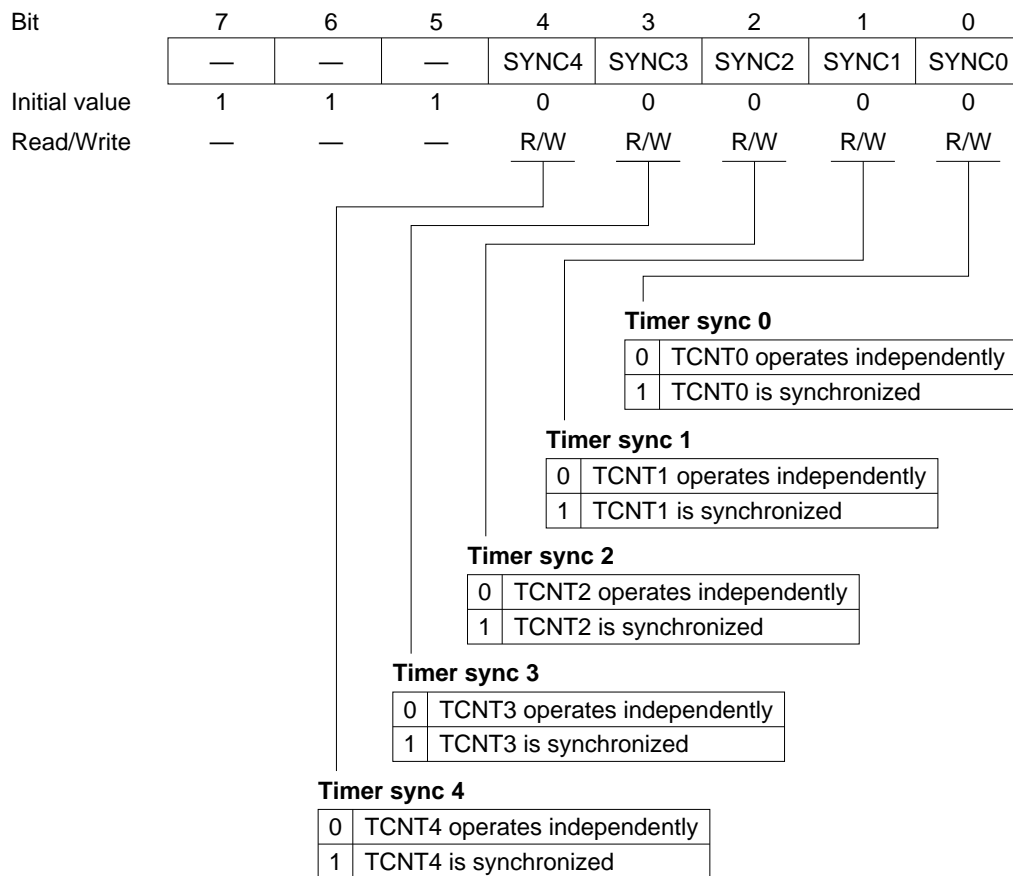 Bit 7 6 5 4 3 2 1 0
— — — SYNC4 SYNC3 SYNC2 SYNC1 SYNC0
Initial value 1 1 1 0 0 0 0 0
Read/Write — — — R/W R/W R/W R/W R/W
Timer sync 0
0 TCNT0 operates independently
1 TCNT0 is synchronized
Timer sync 1
0 TCNT1 operates independently
1 TCNT1 is synchronized
Timer sync 2
0 TCNT2 operates independently
1 TCNT2 is synchronized
Timer sync 3
0 TCNT3 operates independently
1 TCNT3 is synchronized
Timer sync 4
0 TCNT4 operates independently
1 TCNT4 is synchronized